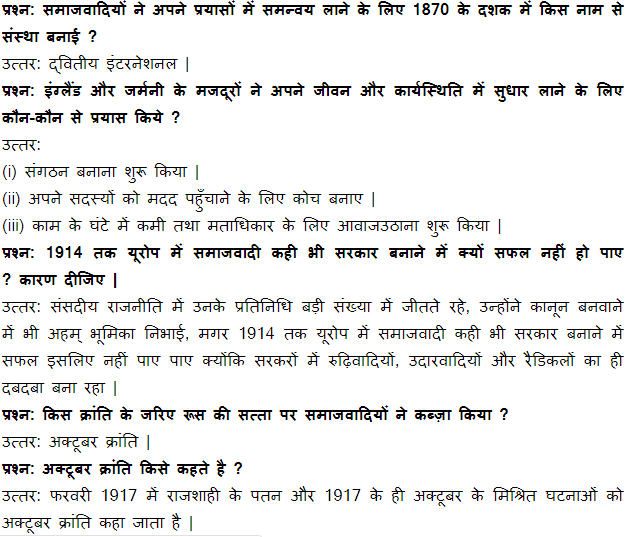 प्रश्न: समाजवादियों ने अपने प्रयासों में समन्वय लाने के लिए 1870 के दशक में किस नाम से
संस्था बनाई ?
उत्तर: द्वितीय इंटरनेशनल |
प्रश्न: इंग्लैंड और जर्मनी के मजदूरों ने अपने जीवन और कार्यस्थिति में सुधार लाने के लिए
कौन-कौन से प्रयास किये ?
उत्तर:
(i) संगठन बनाना शुरू किया |
(ii) अपने सदस्यों को मदद पहुँचाने के लिए कोच बनाए |
(iii) काम के घंटे में कमी तथा मताधिकार के लिए आवाजउठाना शुरू किया |
प्रश्न: 1914 तक यूरोप में समाजवादी कही भी सरकार बनाने में क्यों सफल नहीं हो पाए
? कारण दीजिए |
उत्तर: संसदीय राजनीति में उनके प्रतिनिधि बड़ी संख्या में जीतते रहे, उन्होंने कानून बनवाने
में भी अहम् भूमिका निभाई, मगर 1914 तक यूरोप में समाजवादी कही भी सरकार बनाने में
सफल इसलिए नहीं पाए पाए क्योंकि सरकरों में रुढ़िवादियों, उदारवादियों और रैडिकलों का ही
दबदबा बना रहा |
प्रश्न: किस क्रांति के जरिए रूस की सत्ता पर समाजवादियों ने कब्ज़ा किया ?
उत्तर: अक्टूबर क्रांति |
प्रश्न: अक्टूबर क्रांति किसे कहते है ?
उत्तर: फरवरी 1917 में राजशाही के पतन और 1917 के ही अक्टूबर के मिश्रित घटनाओं को
अक्टूबर क्रांति कहा जाता है |